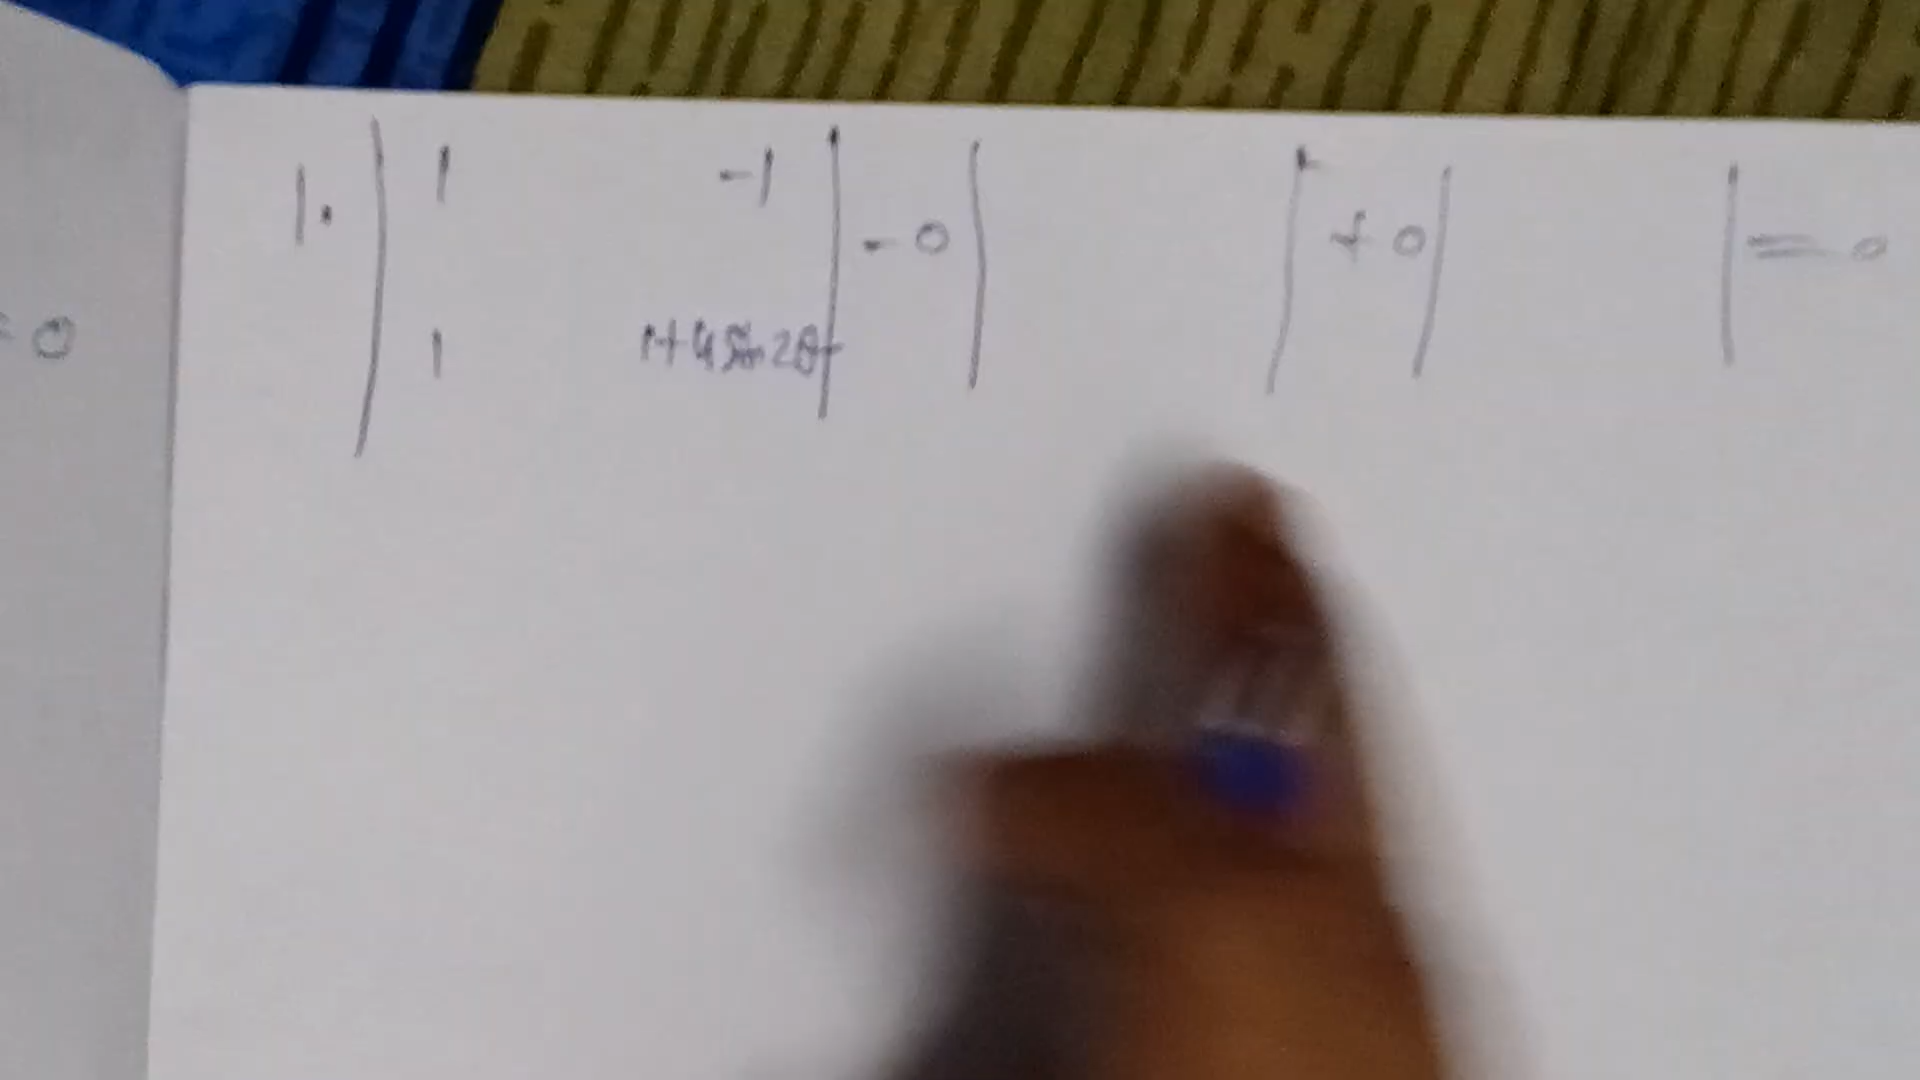 1. | 1 -1 | - 0 | | + 0 | | = 0
1 1+4sin2θ
= 0